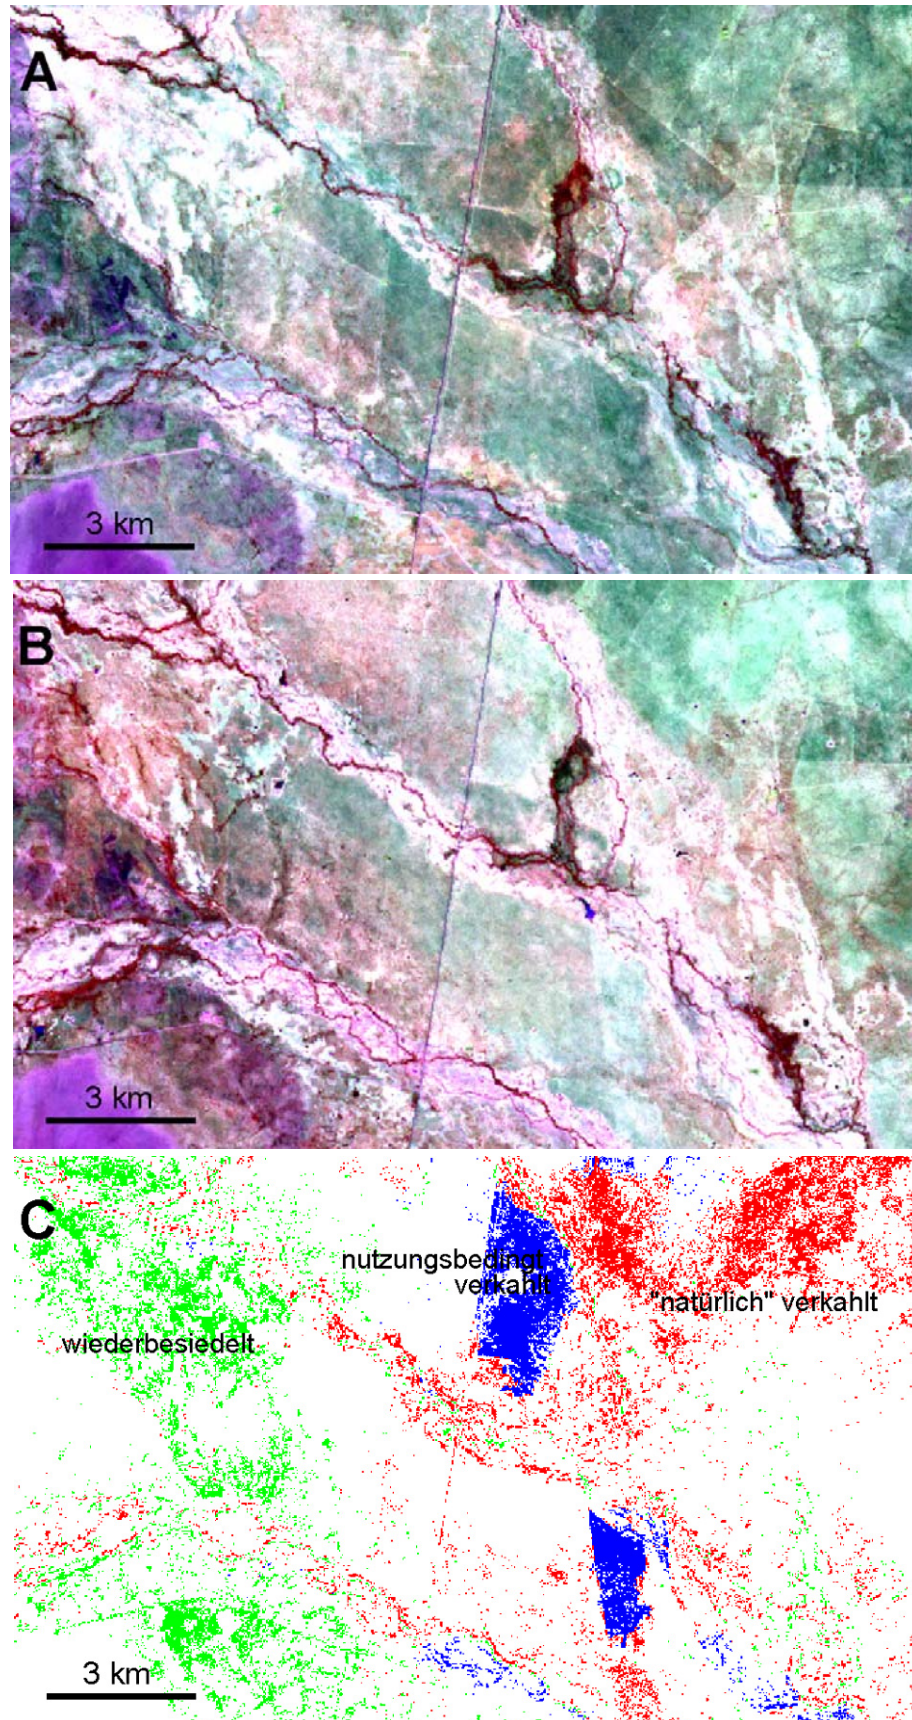 A
3 km
B
3 km
C
nutzungsbedingt
verkahlt
"natürlich" verkahlt
wiederbesiedelt
3 km